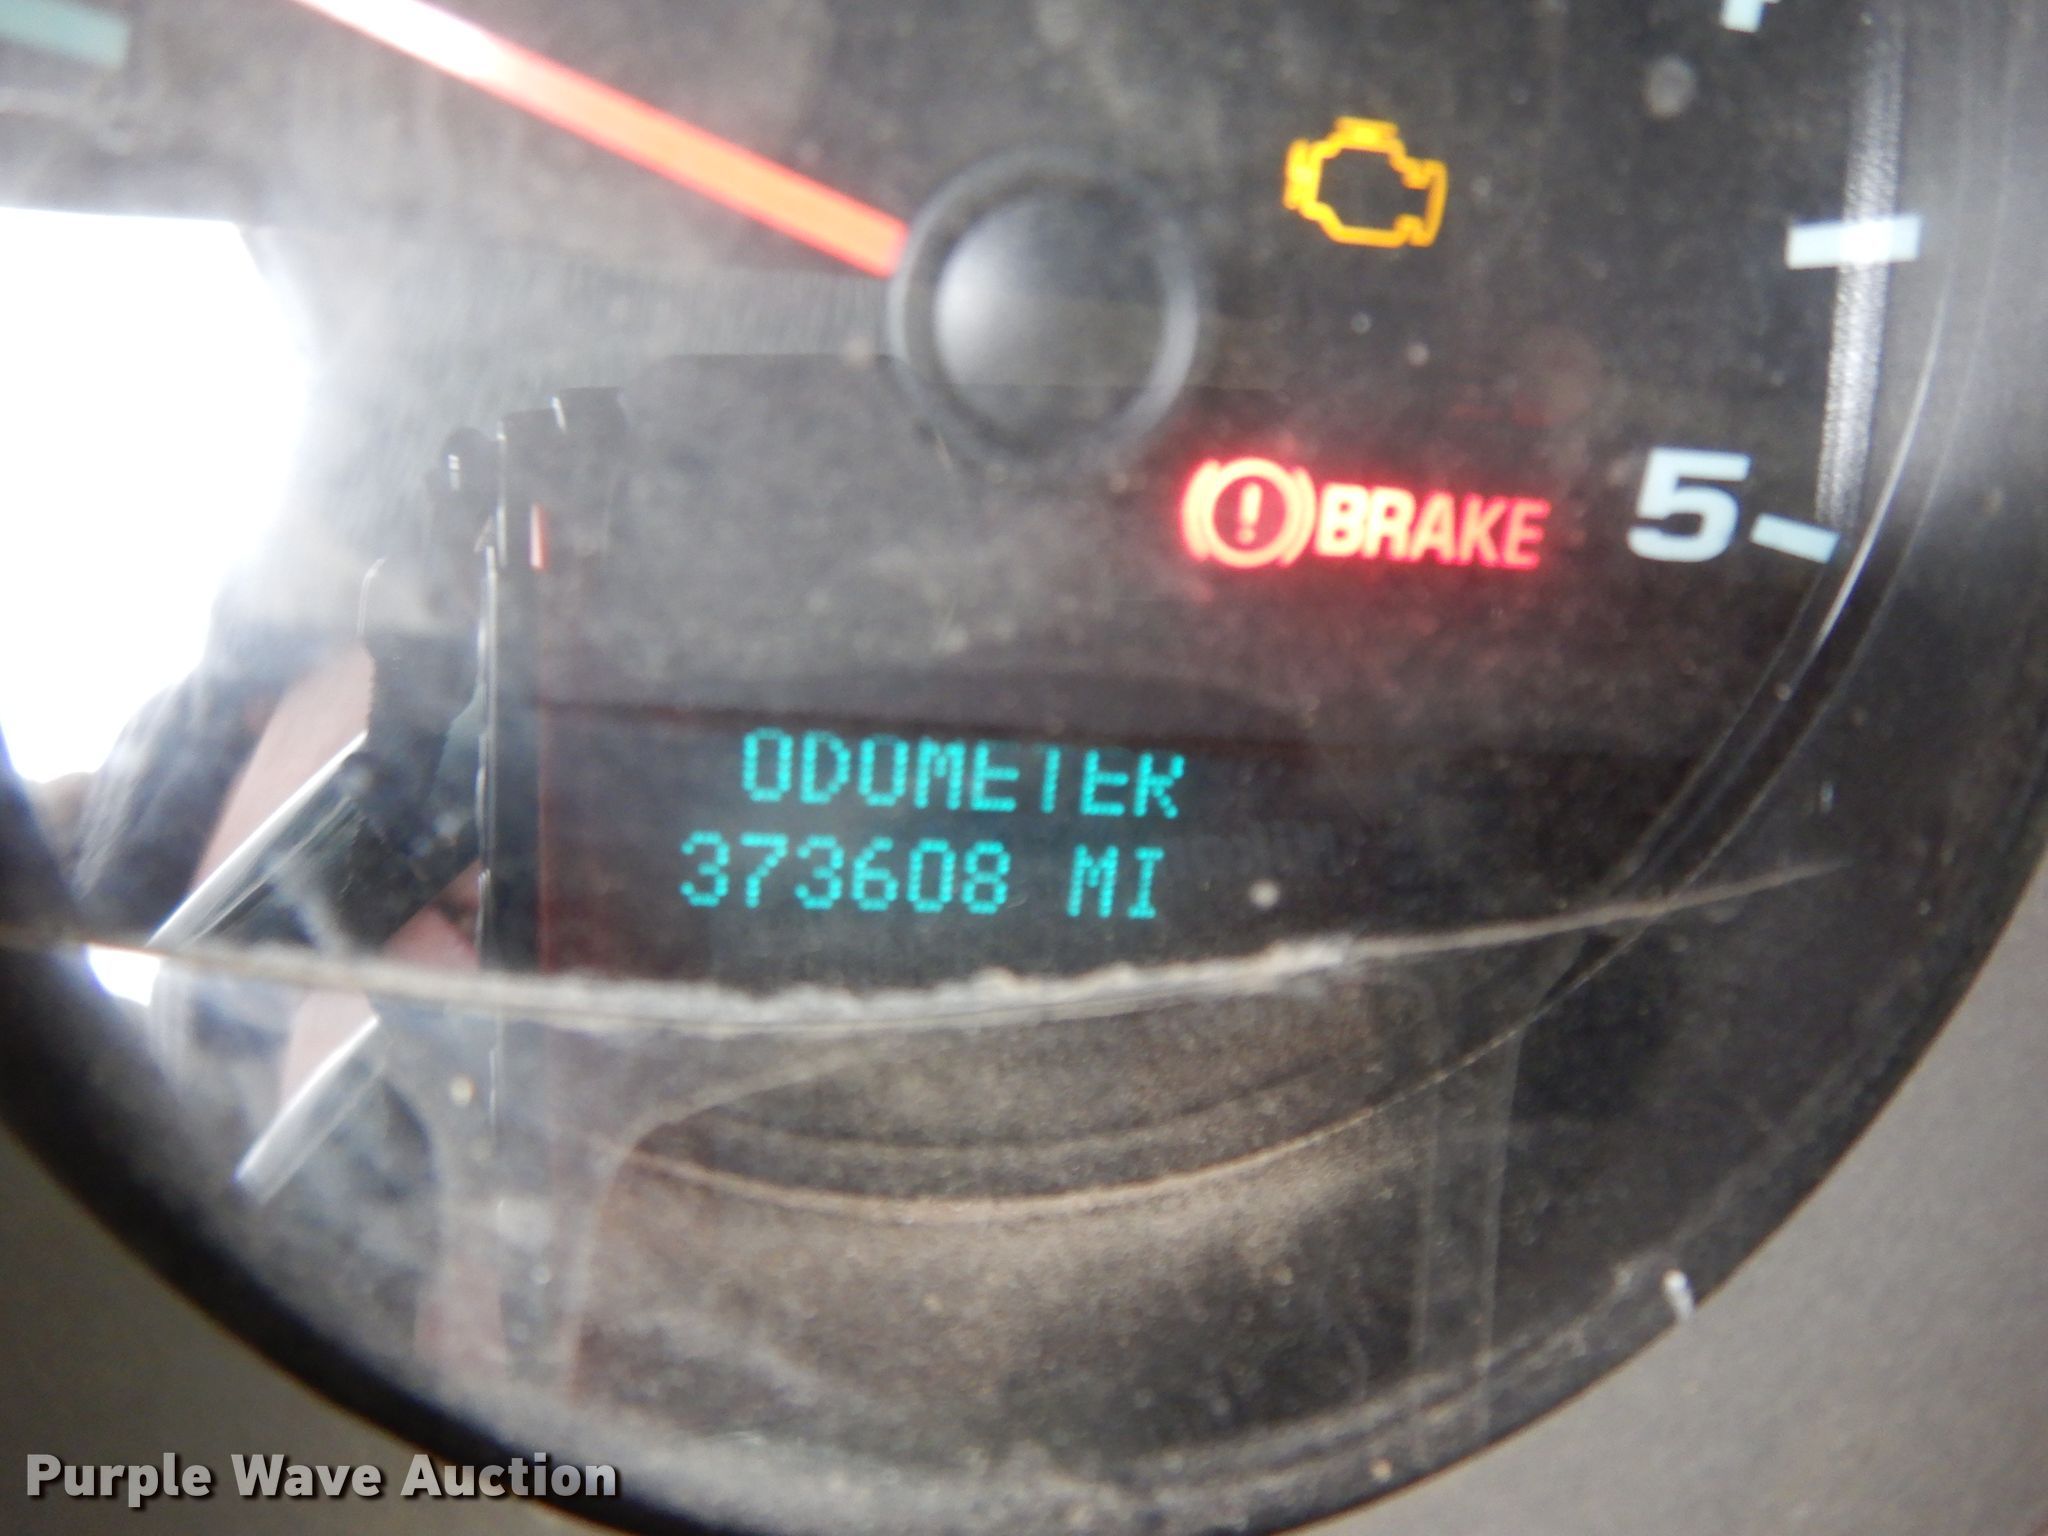 BRAKE
5
ODOMETER
373608 MI
Purple Wave Auction